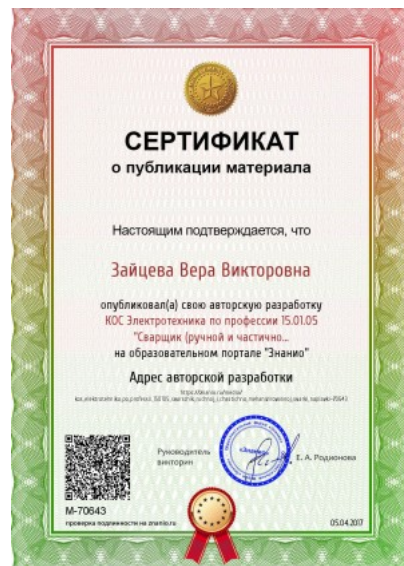 СЕРТИФИКАТ
о публикации материала
Настоящим подтверждается, что
Зайцева Вера Викторовна
опубликовал(а) свою авторскую разработку
КОС Электротехника по профессии 15.01.05
"Сварщик (ручной и частично...
на образовательном портале "Знанио"
Адрес авторской разработки
Руководитель
викторин
«Знанио»
Е. А. Родионова
М-70643
проверка подлинности на znanio.ru
05.04.2017